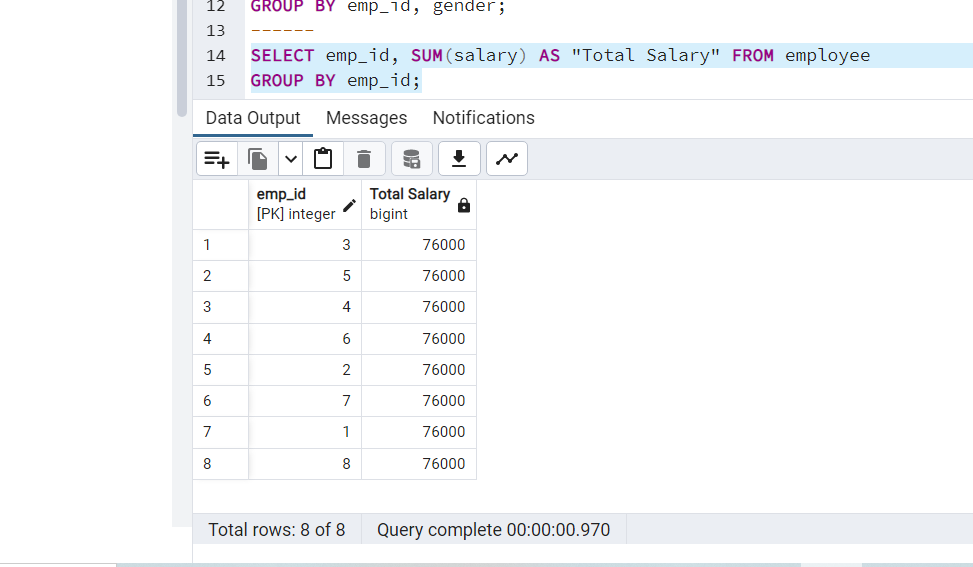 12 GROUP BY emp_id, gender;
13 ------
14 SELECT emp_id, SUM(salary) AS "Total Salary" FROM employee
15 GROUP BY emp_id;
Data Output Messages Notifications
emp_id Total Salary
[PK] integer bigint
1 3 76000
2 5 76000
3 4 76000
4 6 76000
5 2 76000
6 7 76000
7 1 76000
8 8 76000
Total rows: 8 of 8 Query complete 00:00:00.970